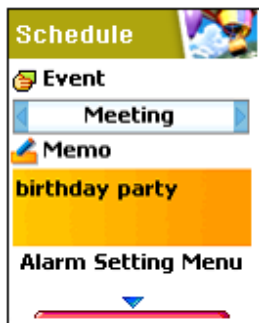 Schedule
Event
Meeting
Memo
birthday party
Alarm Setting Menu